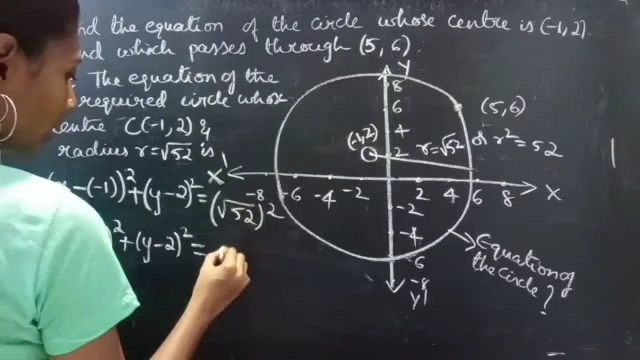 nd the equation of the circle whose centre is (-1,2).
nd which passes through (5,6).
The equation of the
required circle whose
entre C(-1,2) &
radius r=√52 is
-(-1))²+(y-2)²=(√52)²
²+(y-2)²=
Y
8
6
4
2
(-1,2)
r=√52 or r²=52
(5,6)
X'
-8 -6 -4 -2 2 4 6 8 X
-2
-4
-6
-8
Y'
Equation of
the circle?